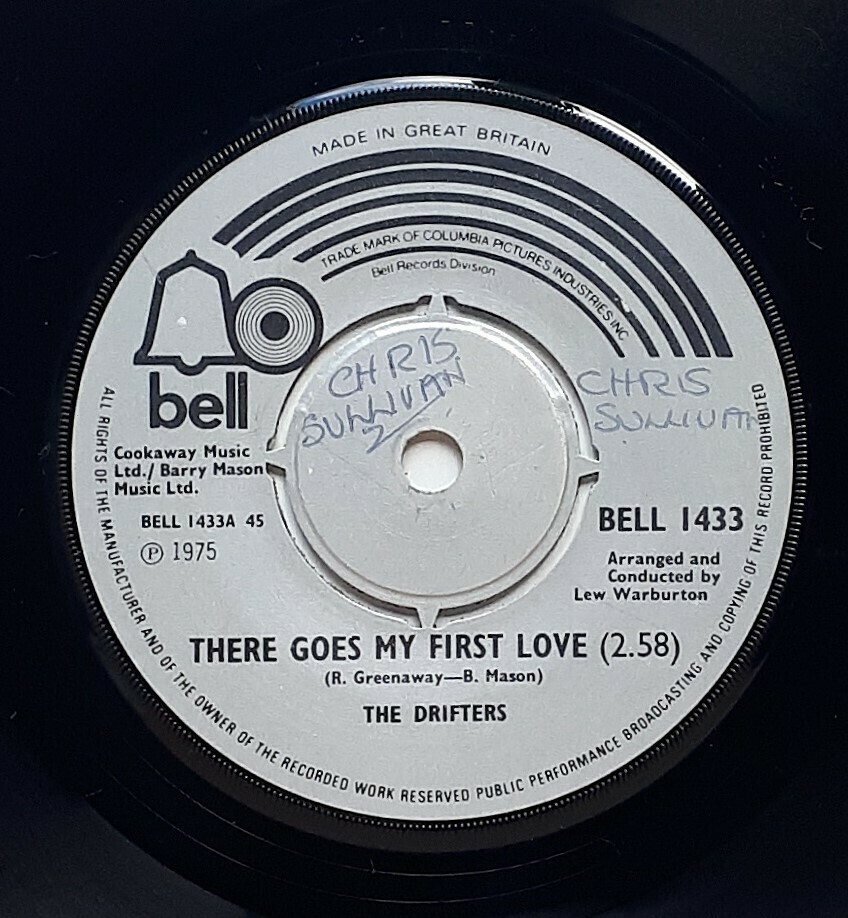 MADE IN GREAT BRITAIN
TRADE MARK OF COLUMBIA PICTURES INDUSTRIES INC.
Bell Records Division
bell
CHRIS
SULLIVAN
CHRIS
SULLIVAN
Cookaway Music
Ltd./ Barry Mason
Music Ltd.
BELL 1433A 45
Ⓟ 1975
BELL 1433
Arranged and
Conducted by
Lew Warburton
THERE GOES MY FIRST LOVE (2.58)
(R. Greenaway—B. Mason)
THE DRIFTERS
ALL RIGHTS OF THE MANUFACTURER AND OF THE OWNER OF THE RECORDED WORK RESERVED PUBLIC PERFORMANCE BROADCASTING AND COPYING OF THIS RECORD PROHIBITED